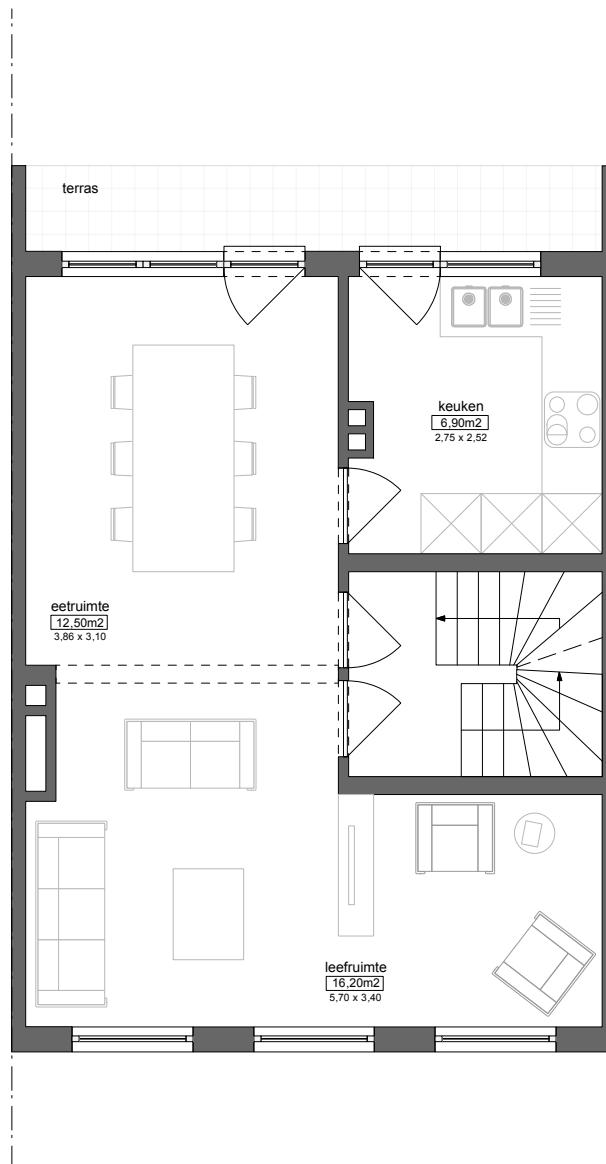 terras
keuken
6,90m2
2,75 x 2,52
eetruimte
12,50m2
3,86 x 3,10
leefruimte
16,20m2
5,70 x 3,40